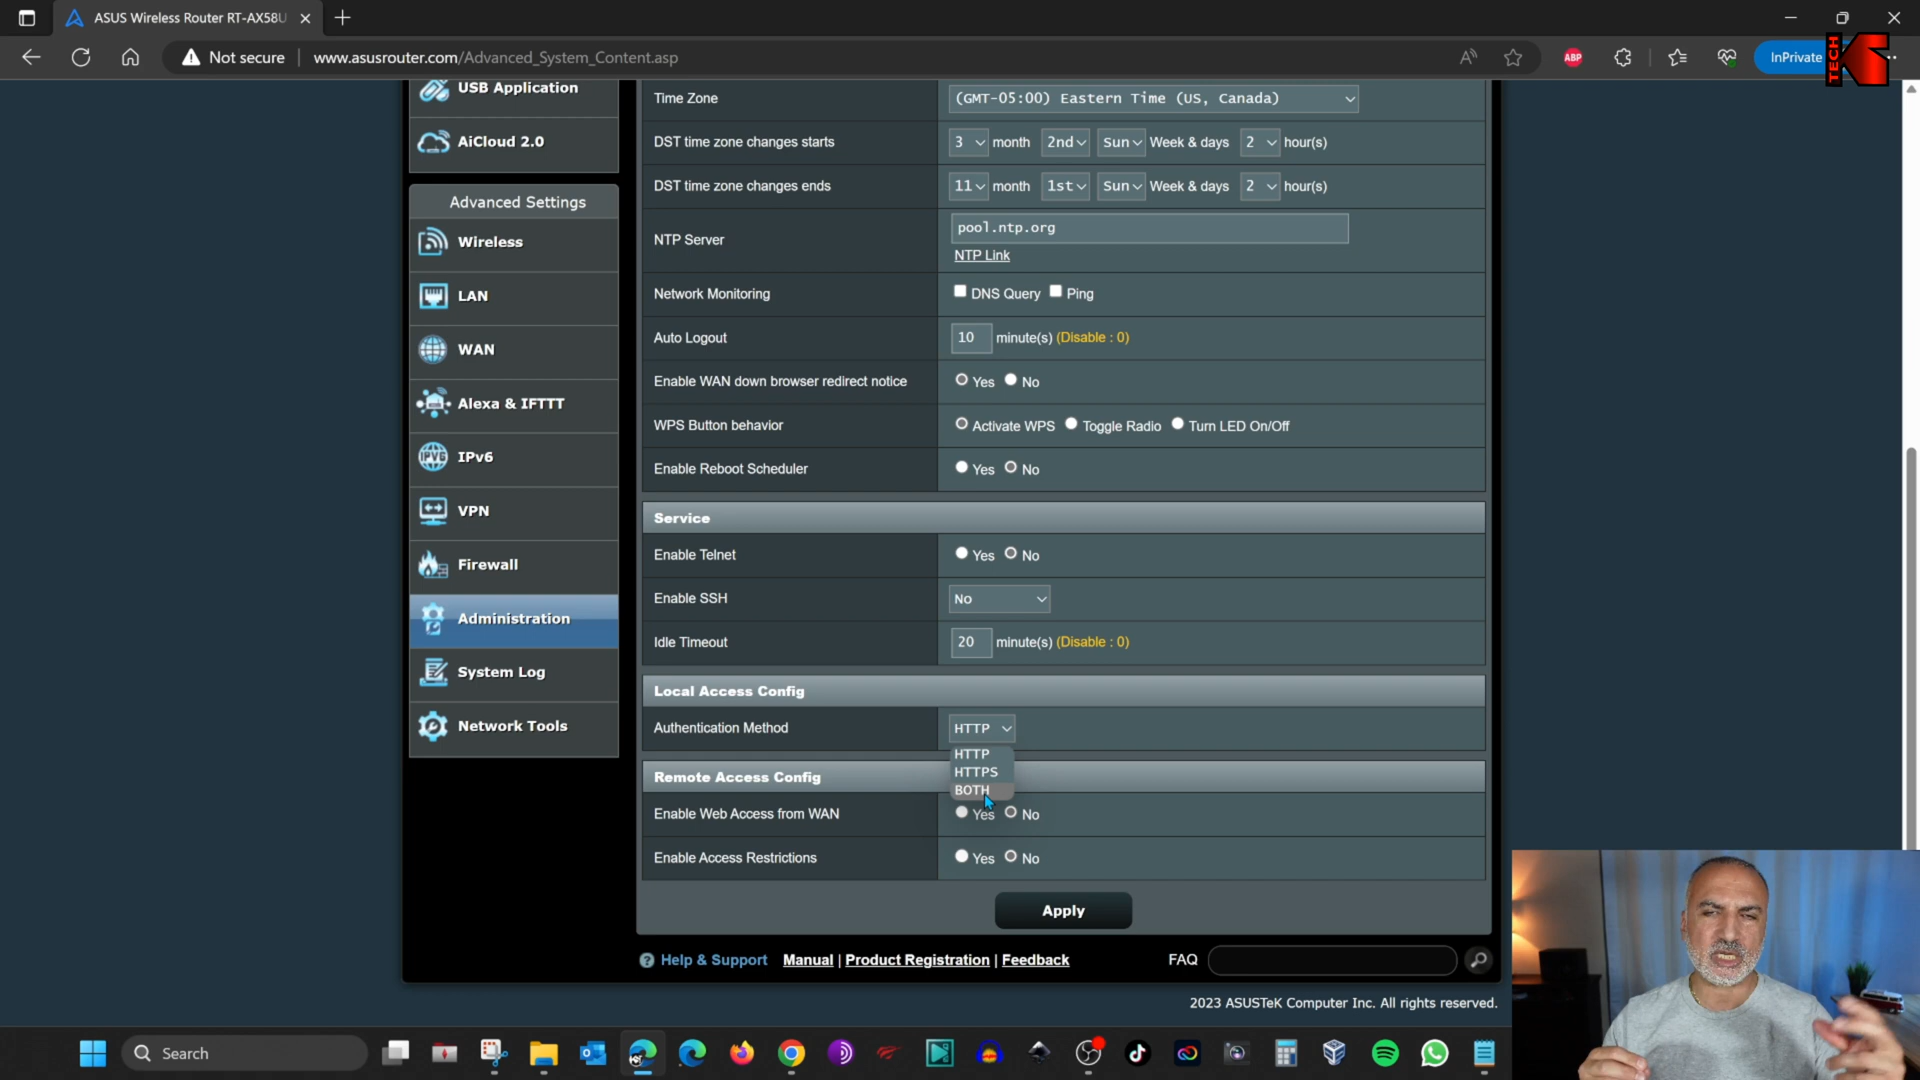 ASUS Wireless Router RT-AX58U
Not secure
www.asusrouter.com/Advanced_System_Content.asp
ABP
InPrivate
TECH
USB Application
AiCloud 2.0
Advanced Settings
Wireless
LAN
WAN
Alexa & IFTTT
IPv6
VPN
Firewall
Administration
System Log
Network Tools
Time Zone (GMT-05:00) Eastern Time (US, Canada)
DST time zone changes starts 3 month 2nd Sun Week & days 2 hour(s)
DST time zone changes ends 11 month 1st Sun Week & days 2 hour(s)
NTP Server pool.ntp.org
NTP Link
Network Monitoring DNS Query Ping
Auto Logout 10 minute(s) (Disable : 0)
Enable WAN down browser redirect notice Yes No
WPS Button behavior Activate WPS Toggle Radio Turn LED On/Off
Enable Reboot Scheduler Yes No
Service
Enable Telnet Yes No
Enable SSH No
Idle Timeout 20 minute(s) (Disable : 0)
Local Access Config
Authentication Method HTTP
HTTP
HTTPS
BOTH
Remote Access Config
Enable Web Access from WAN Yes No
Enable Access Restrictions Yes No
Apply
Help & Support Manual | Product Registration | Feedback FAQ
2023 ASUSTeK Computer Inc. All rights reserved.
Search